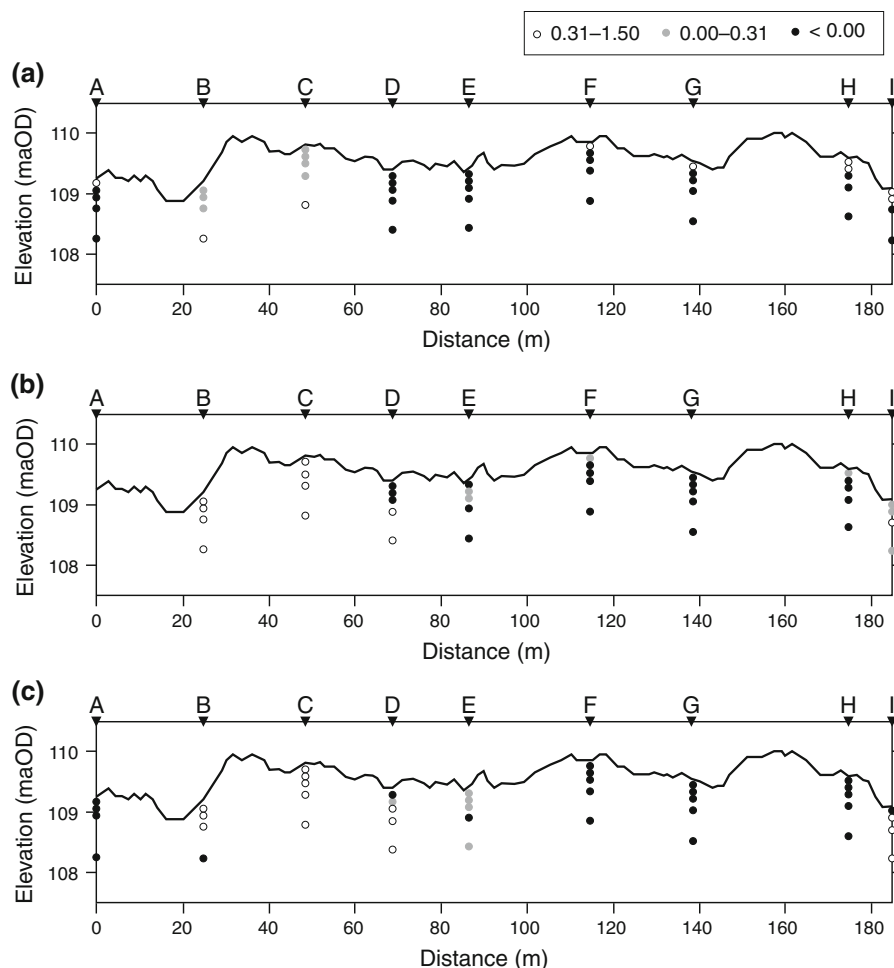 0.31–1.50 0.00–0.31 < 0.00
(a)
A B C D E F G H I
Elevation (maOD)
110
109
108
0 20 40 60 80 100 120 140 160 180
Distance (m)
(b)
A B C D E F G H I
Elevation (maOD)
110
109
108
0 20 40 60 80 100 120 140 160 180
Distance (m)
(c)
A B C D E F G H I
Elevation (maOD)
110
109
108
0 20 40 60 80 100 120 140 160 180
Distance (m)